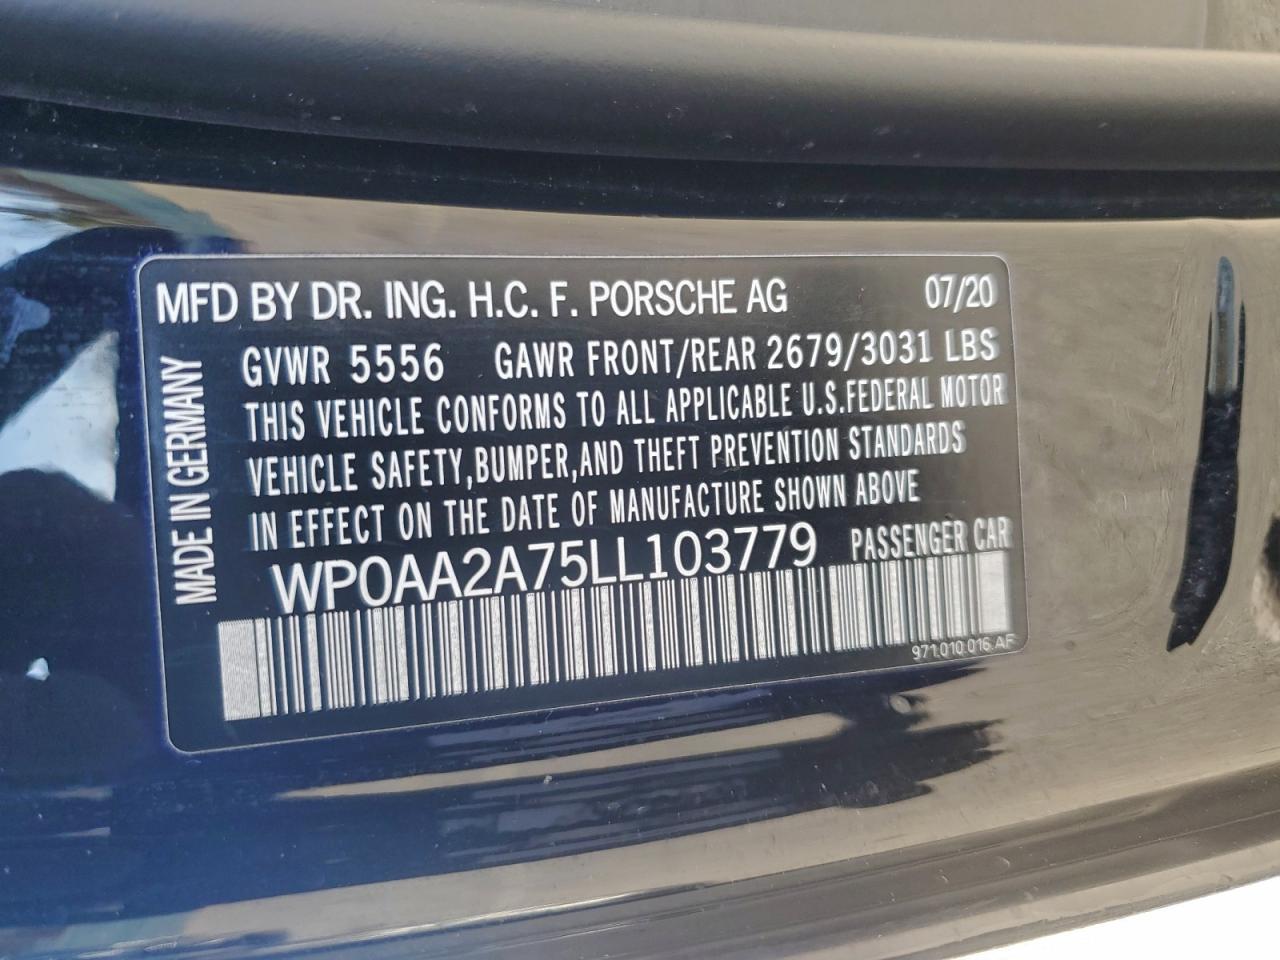 MFD BY DR. ING. H.C. F. PORSCHE AG 07/20
GVWR 5556 GAWR FRONT/REAR 2679/3031 LBS
THIS VEHICLE CONFORMS TO ALL APPLICABLE U.S.FEDERAL MOTOR
VEHICLE SAFETY,BUMPER,AND THEFT PREVENTION STANDARDS
IN EFFECT ON THE DATE OF MANUFACTURE SHOWN ABOVE
WP0AA2A75LL103779 PASSENGER CAR
971.010.016.AF
MADE IN GERMANY